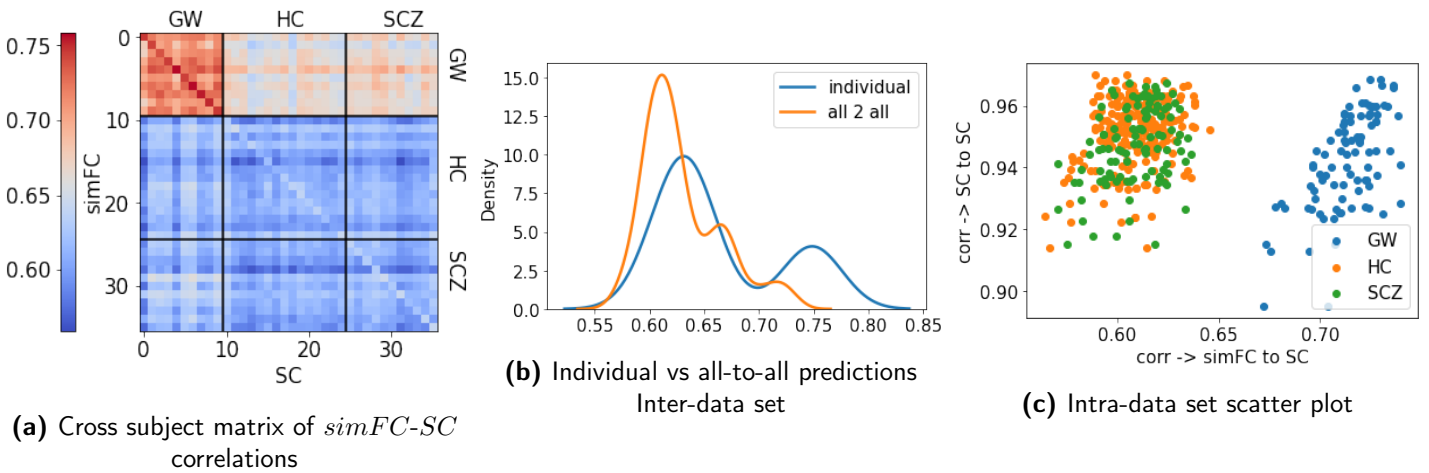 GW HC SCZ
0.75
0.70
0.65
0.60
0
10
20
30
simFC
GW
HC
SCZ
0 10 20 30
SC
(a) Cross subject matrix of simFC-SC
correlations
15.0
12.5
10.0
7.5
5.0
2.5
0.0
Density
individual
all 2 all
0.55 0.60 0.65 0.70 0.75 0.80 0.85
(b) Individual vs all-to-all predictions
Inter-data set
0.96
0.94
0.92
0.90
corr -> SC to SC
GW
HC
SCZ
0.60 0.65 0.70
corr -> simFC to SC
(c) Intra-data set scatter plot